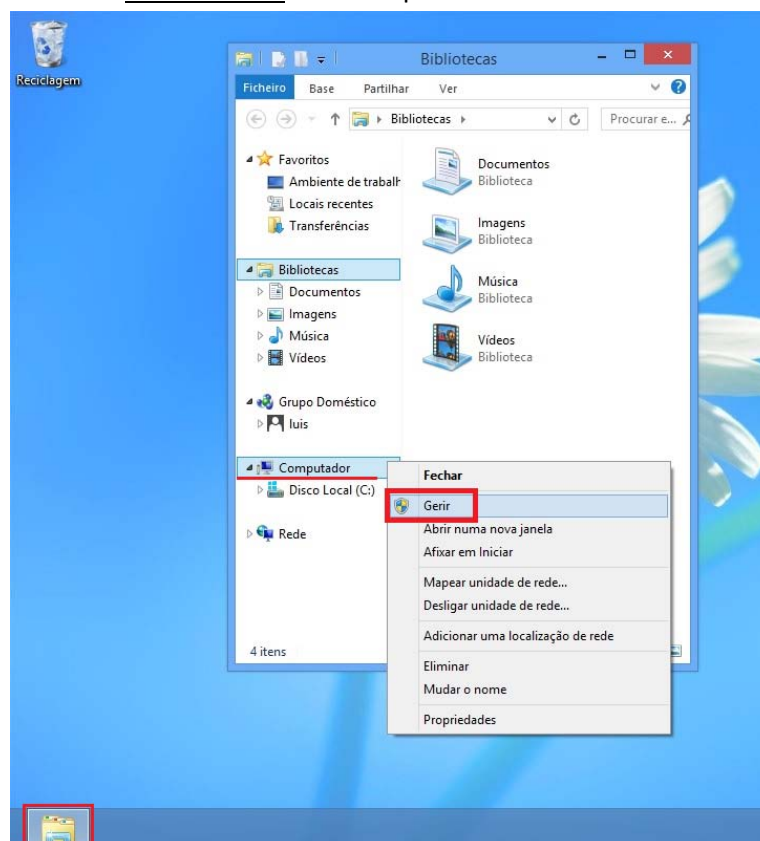 Reciclagem
Bibliotecas
Ficheiro Base Partilhar Ver
Bibliotecas
Procurar e...
Favoritos
Ambiente de trabalh
Locais recentes
Transferências
Bibliotecas
Documentos
Imagens
Música
Vídeos
Grupo Doméstico
luis
Computador
Disco Local (C:)
Rede
Documentos
Biblioteca
Imagens
Biblioteca
Música
Biblioteca
Vídeos
Biblioteca
Fechar
Gerir
Abrir numa nova janela
Afixar em Iniciar
Mapear unidade de rede...
Desligar unidade de rede...
Adicionar uma localização de rede
Eliminar
Mudar o nome
Propriedades
4 itens